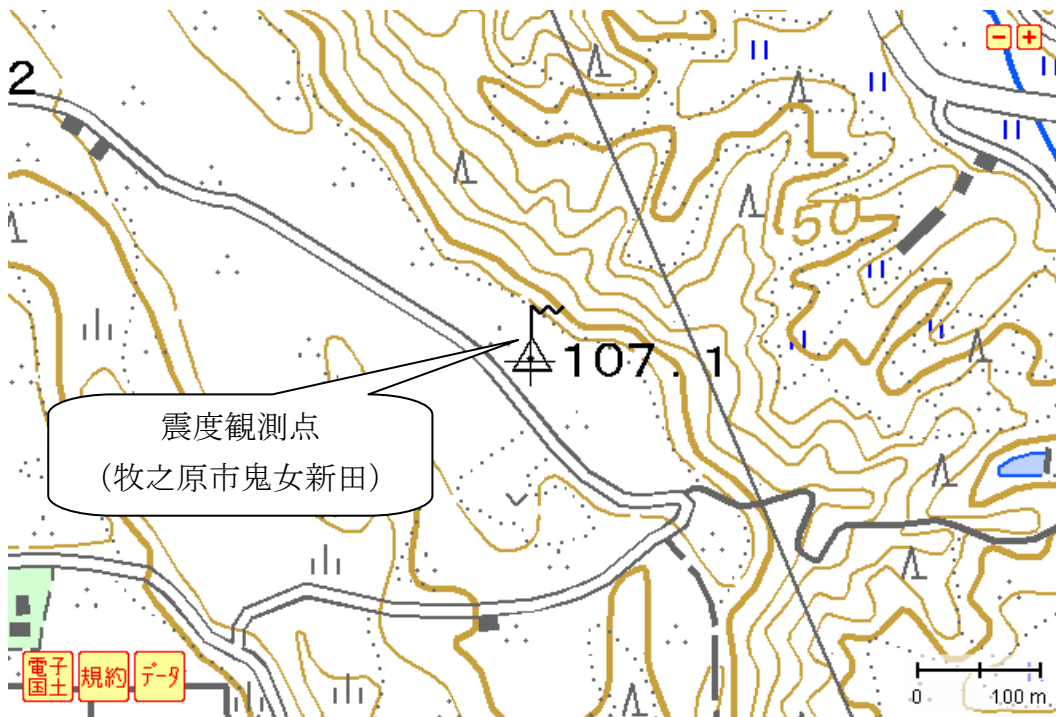 2
− +
50
107.1
震度観測点
(牧之原市鬼女新田)
電子国土 規約 データ
0 100 m